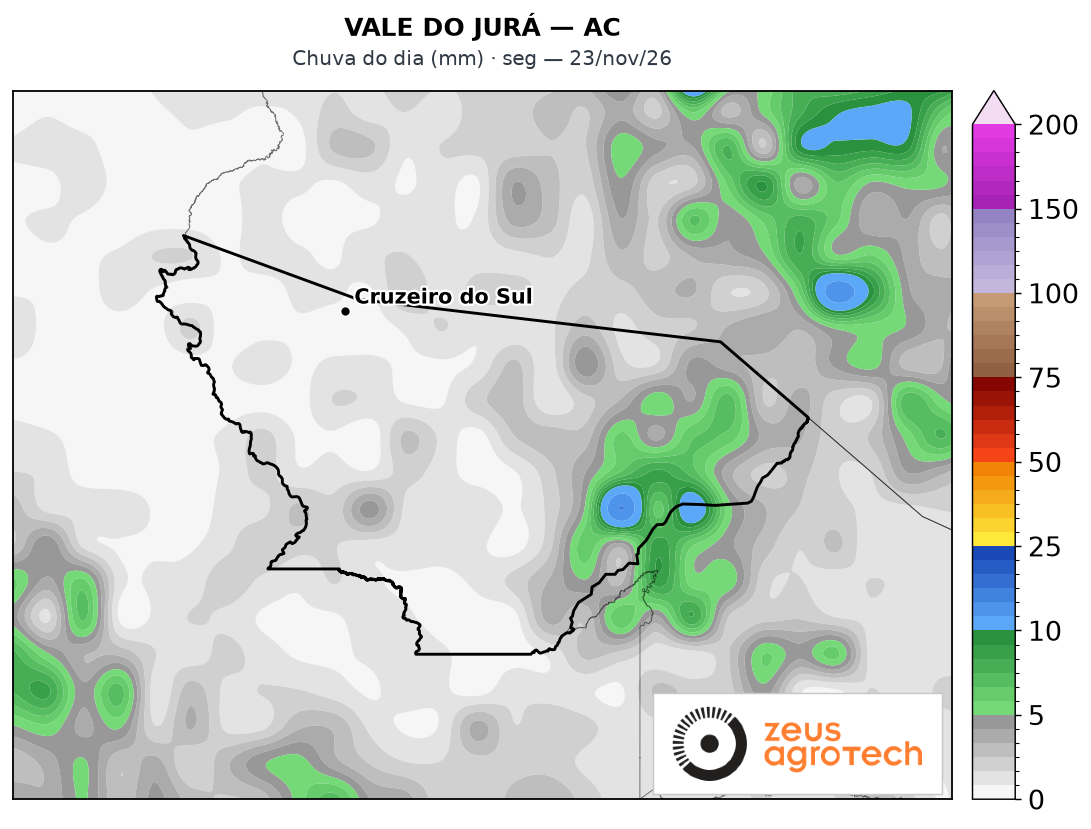 VALE DO JURÁ — AC
Chuva do dia (mm) · seg — 23/nov/26
Cruzeiro do Sul
200
150
100
75
50
25
10
5
0
zeus
agrotech